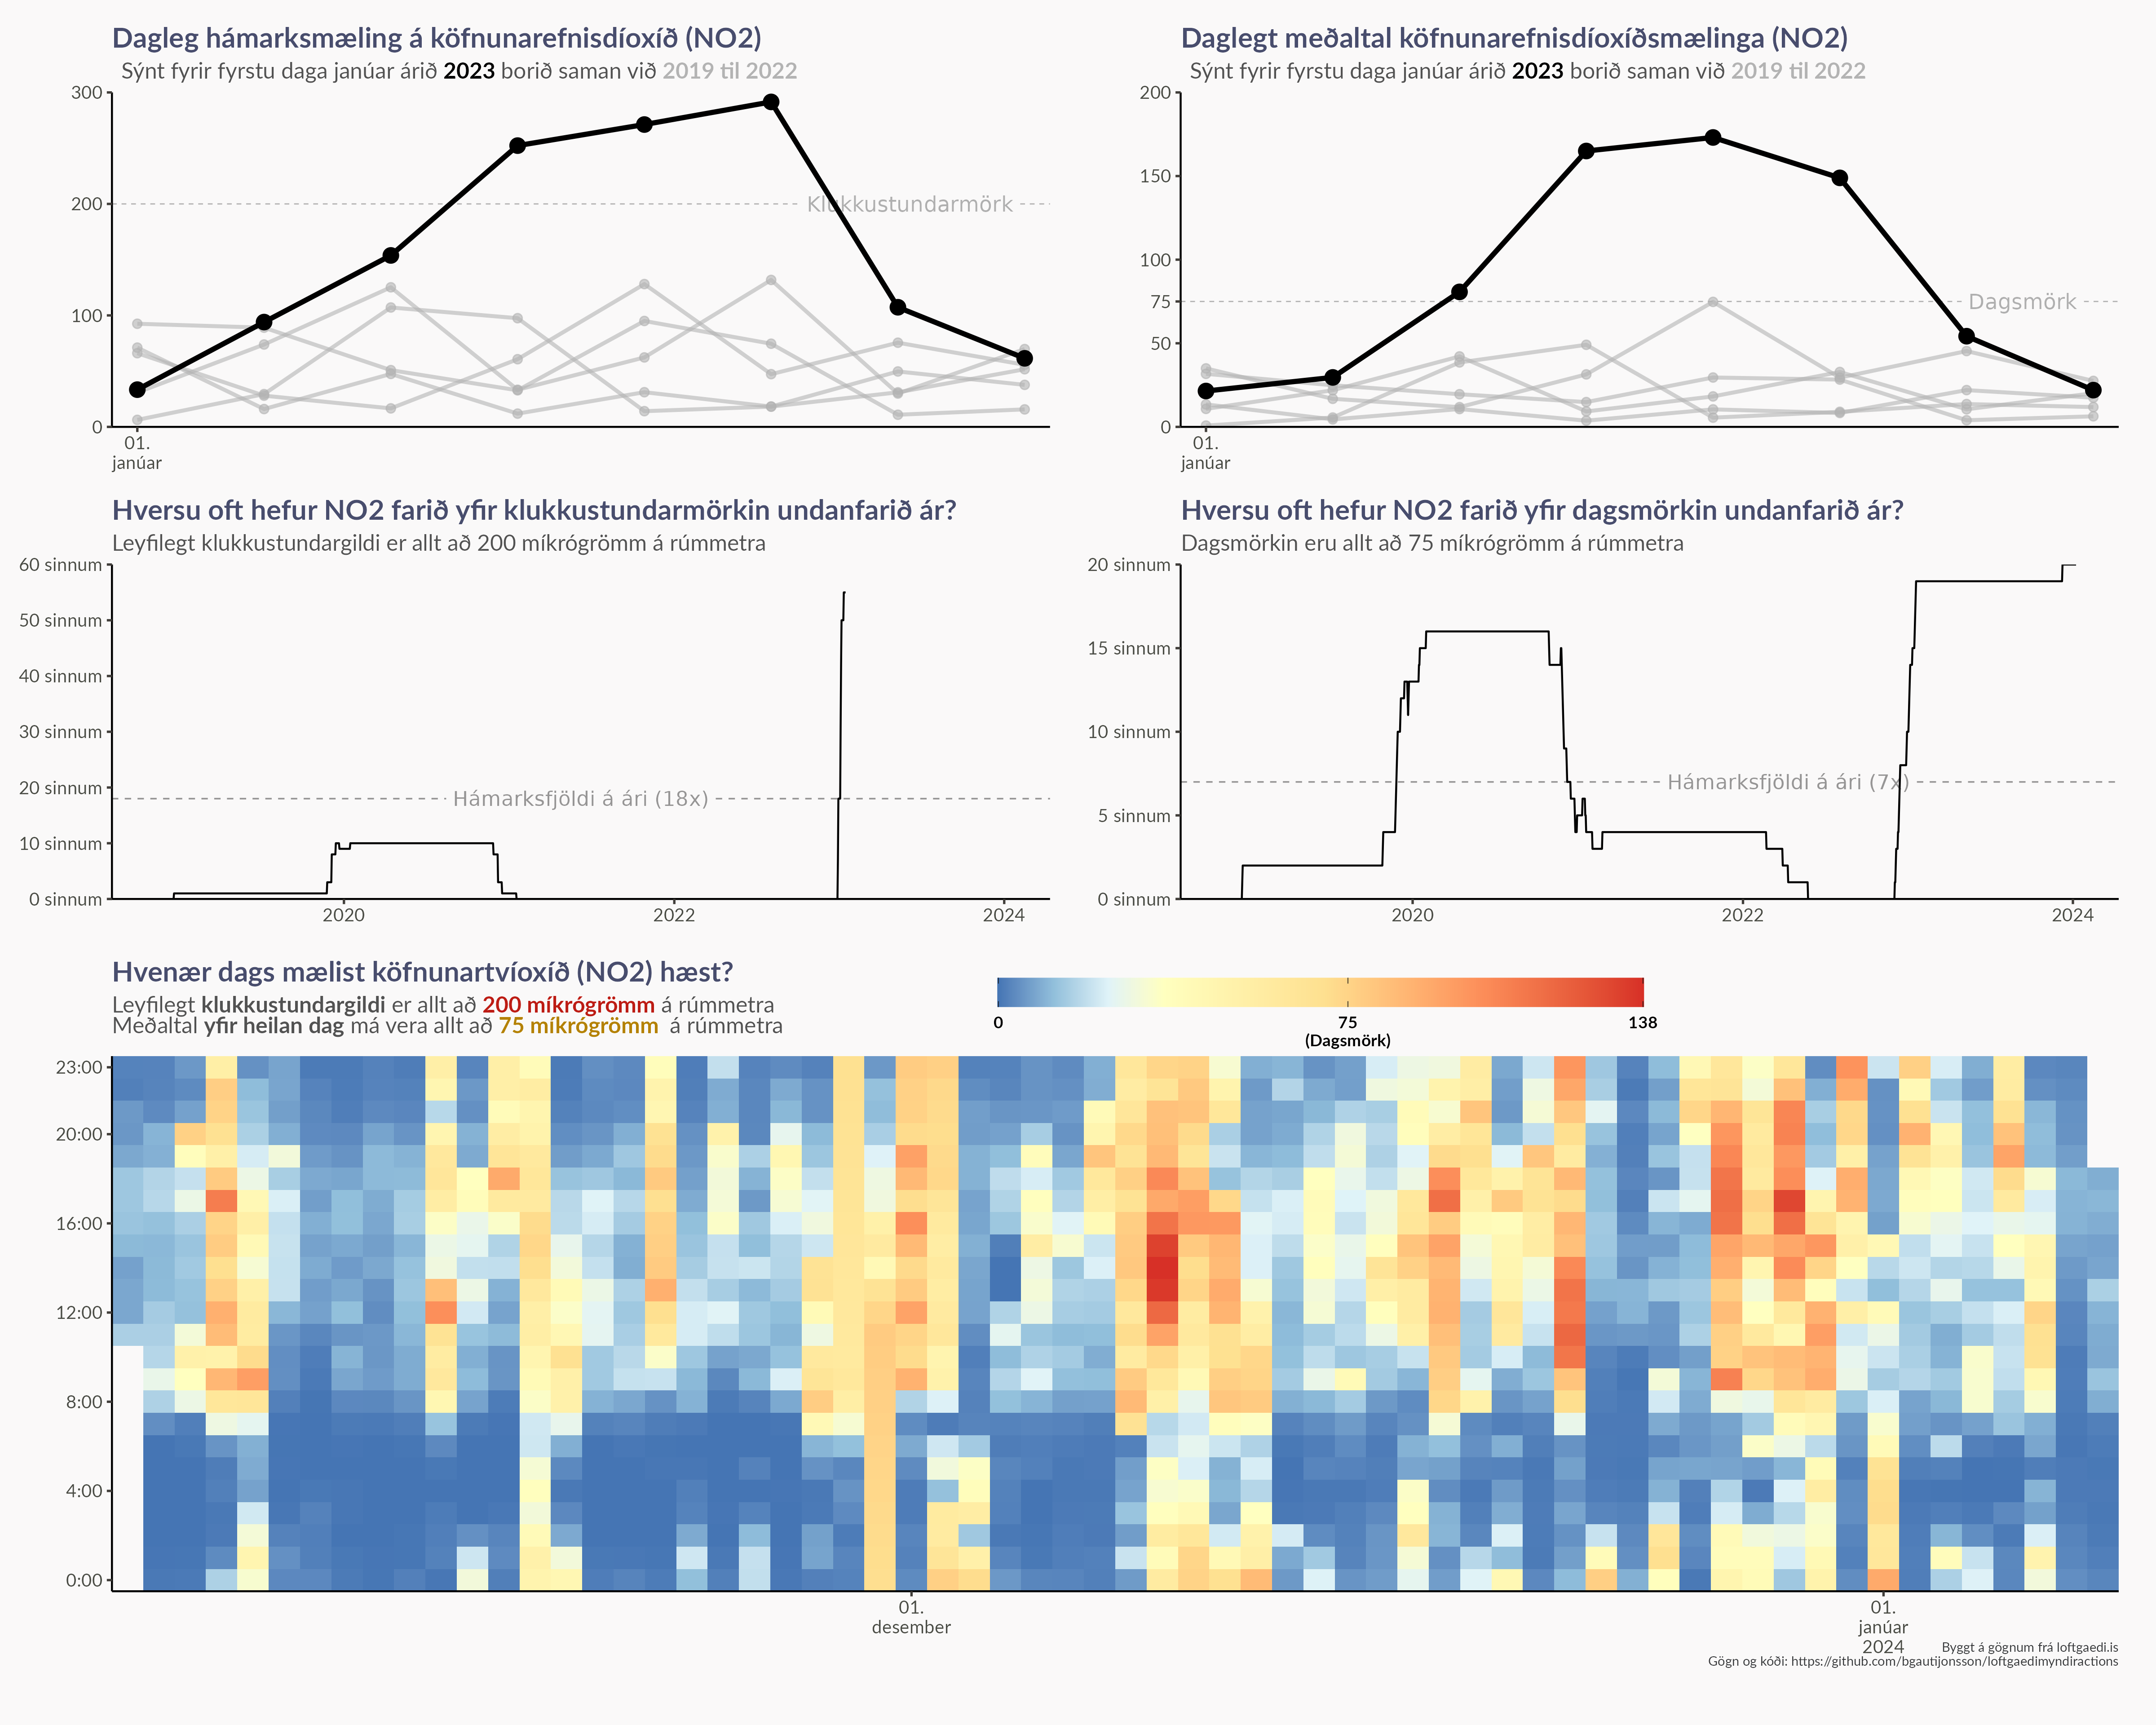 Dagleg hámarksmæling á köfnunarefnisdíoxíð (NO2)
Sýnt fyrir fyrstu daga janúar árið 2023 borið saman við 2019 til 2022
300
200
100
0
Klukkustundarmörk
01.
janúar
Daglegt meðaltal köfnunarefnisdíoxíðsmælinga (NO2)
Sýnt fyrir fyrstu daga janúar árið 2023 borið saman við 2019 til 2022
200
150
100
75
50
0
Dagsmörk
01.
janúar
Hversu oft hefur NO2 farið yfir klukkustundarmörkin undanfarið ár?
Leyfilegt klukkustundargildi er allt að 200 míkrógrömm á rúmmetra
60 sinnum
50 sinnum
40 sinnum
30 sinnum
20 sinnum
10 sinnum
0 sinnum
Hámarksfjöldi á ári (18x)
2020
2022
2024
Hversu oft hefur NO2 farið yfir dagsmörkin undanfarið ár?
Dagsmörkin eru allt að 75 míkrógrömm á rúmmetra
20 sinnum
15 sinnum
10 sinnum
5 sinnum
0 sinnum
Hámarksfjöldi á ári (7x)
2020
2022
2024
Hvenær dags mælist köfnunartvíoxíð (NO2) hæst?
Leyfilegt klukkustundargildi er allt að 200 míkrógrömm á rúmmetra
Meðaltal yfir heilan dag má vera allt að 75 míkrógrömm á rúmmetra
0
75
(Dagsmörk)
138
23:00
20:00
16:00
12:00
8:00
4:00
0:00
01.
desember
01.
janúar
2024
Byggt á gögnum frá loftgaedi.is
Gögn og kóði: https://github.com/bgautijonsson/loftgaedimyndiractions